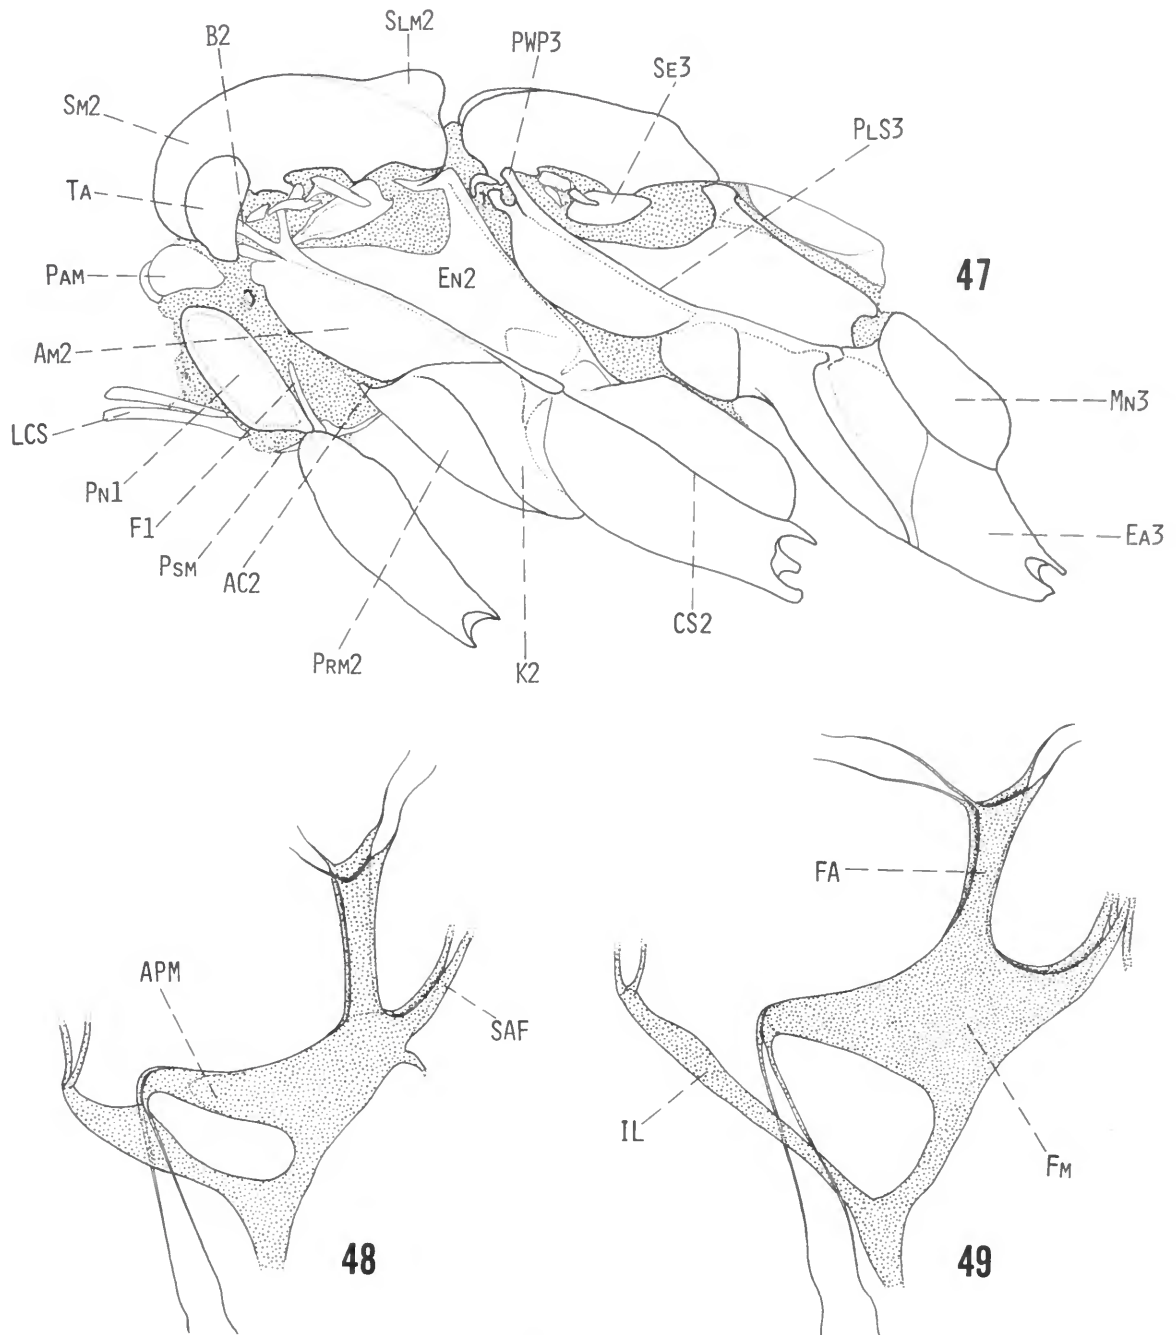 B2
SLM2
PWP3
SE3
SM2
PLS3
TA
PAM
EN2
47
AM2
LCS
MN3
PN1
F1
PSM
AC2
EA3
CS2
PRM2
K2
FA
APM
SAF
IL
FM
48
49